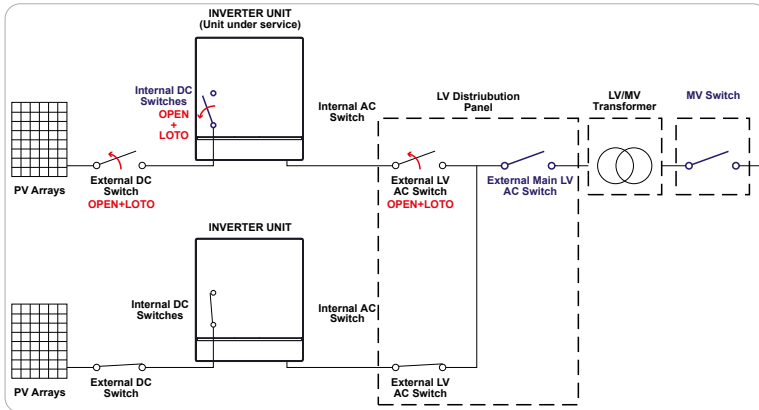 INVERTER UNIT
(Unit under service)
Internal DC
Switches
OPEN
+
LOTO
Internal AC
Switch
LV Distriubution
Panel
LV/MV
Transformer
MV Switch
PV Arrays
External DC
Switch
OPEN+LOTO
External LV
AC Switch
OPEN+LOTO
External Main LV
AC Switch
INVERTER UNIT
Internal DC
Switches
Internal AC
Switch
PV Arrays
External DC
Switch
External LV
AC Switch